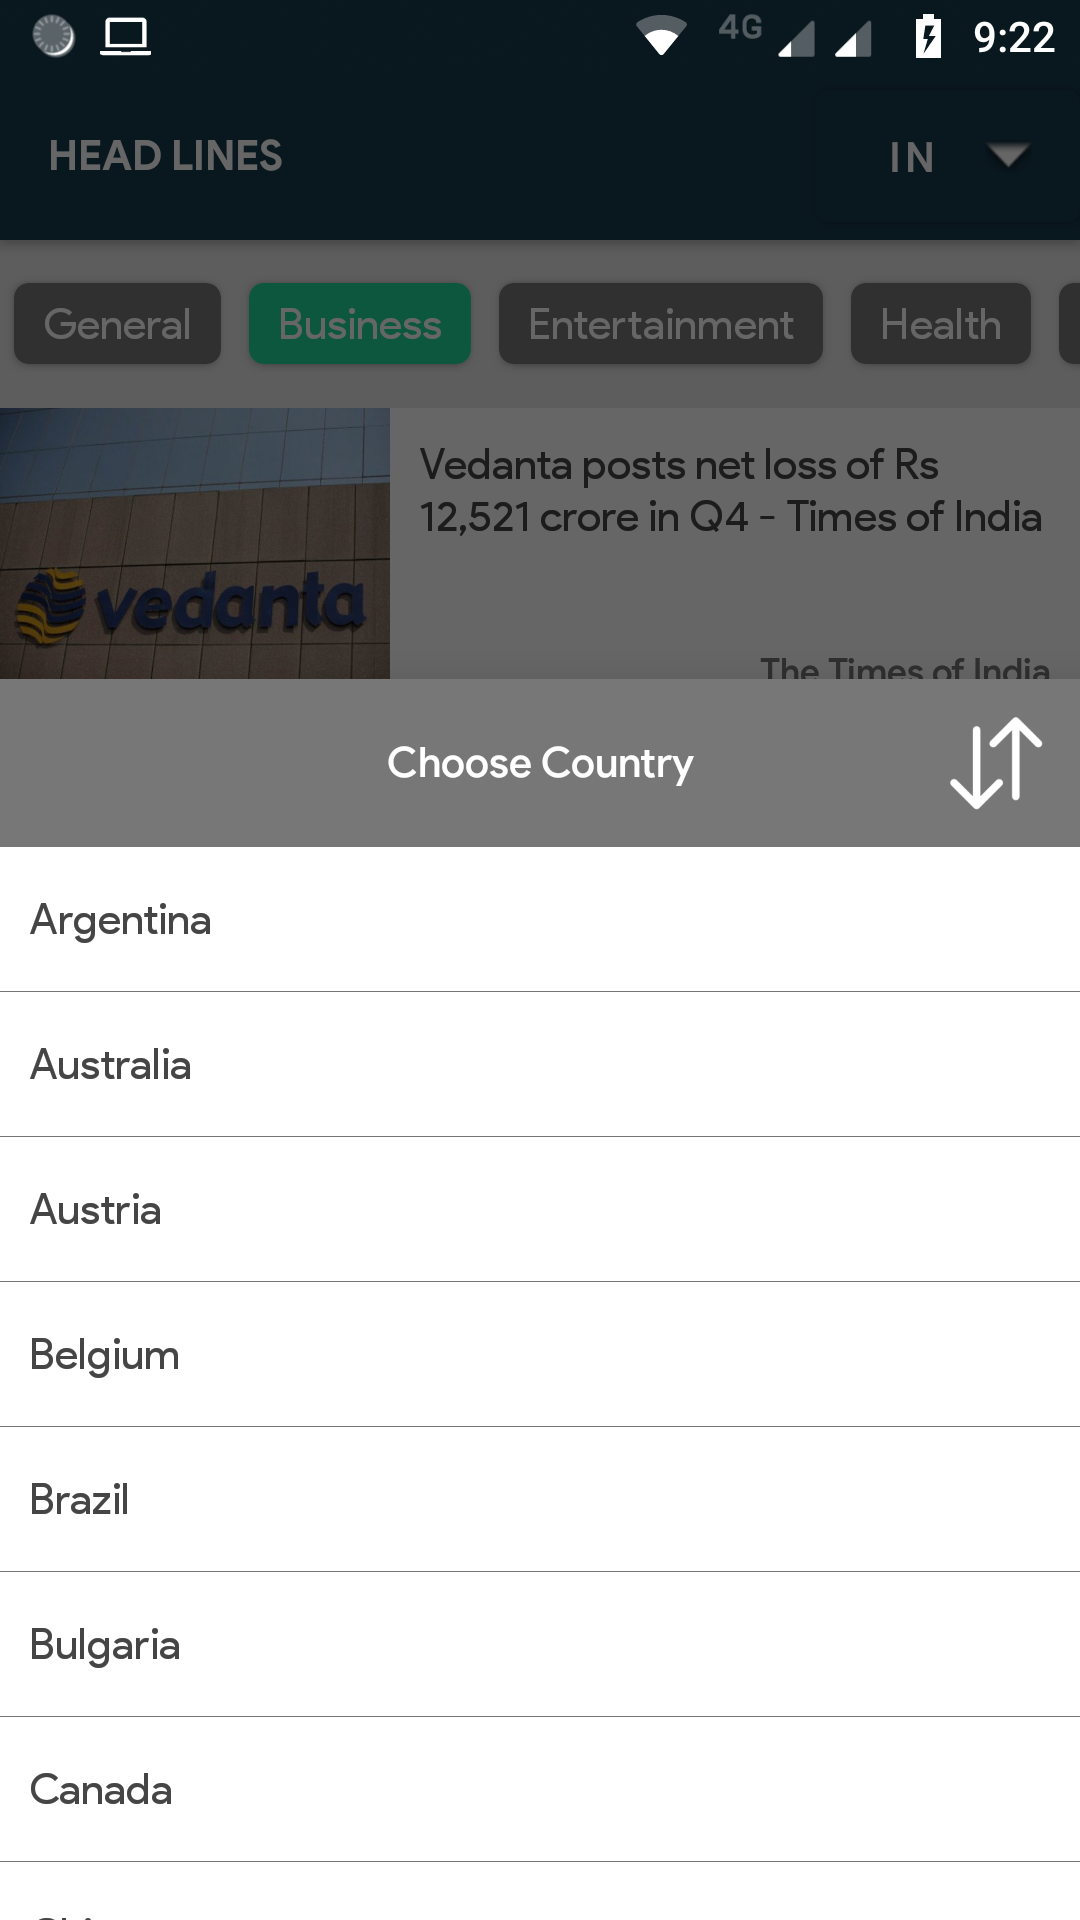 4G 9:22
HEAD LINES IN
General Business Entertainment Health
Vedanta posts net loss of Rs
12,521 crore in Q4 - Times of India
vedanta
The Times of India
Choose Country
Argentina
Australia
Austria
Belgium
Brazil
Bulgaria
Canada